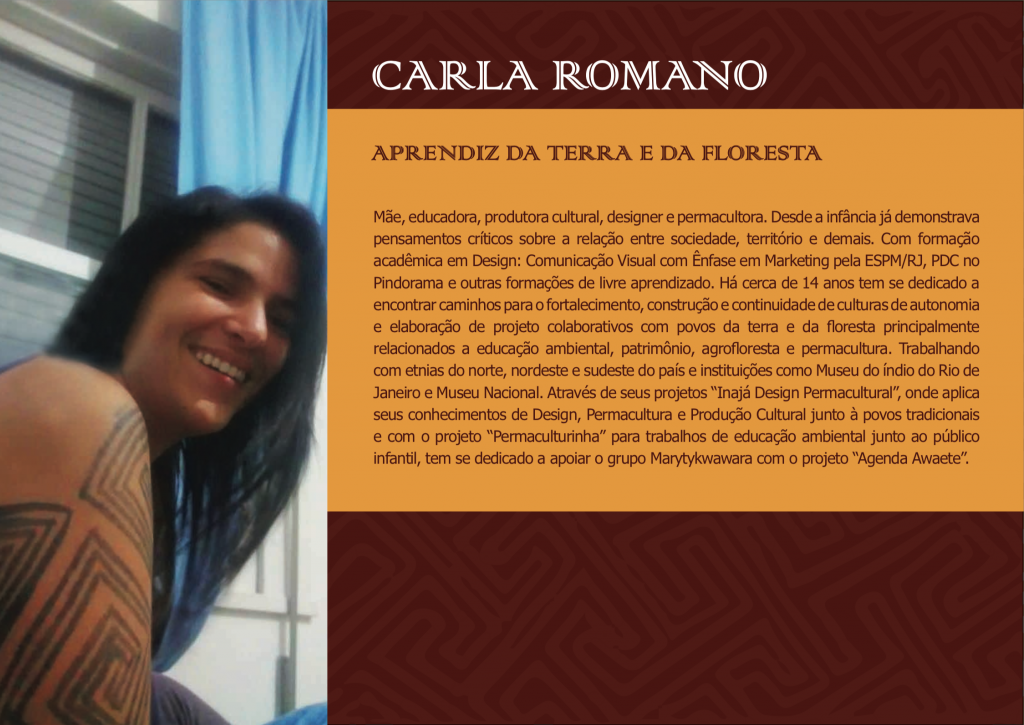 CARLA ROMANO
APRENDIZ DA TERRA E DA FLORESTA
Mãe, educadora, produtora cultural, designer e permacultora. Desde a infância já demonstrava
pensamentos críticos sobre a relação entre sociedade, território e demais. Com formação
acadêmica em Design: Comunicação Visual com Ênfase em Marketing pela ESPM/RJ, PDC no
Pindorama e outras formações de livre aprendizado. Há cerca de 14 anos tem se dedicado a
encontrar caminhos para o fortalecimento, construção e continuidade de culturas de autonomia
e elaboração de projeto colaborativos com povos da terra e da floresta principalmente
relacionados a educação ambiental, patrimônio, agrofloresta e permacultura. Trabalhando
com etnias do norte, nordeste e sudeste do país e instituições como Museu do índio do Rio de
Janeiro e Museu Nacional. Através de seus projetos “Inajá Design Permacultural”, onde aplica
seus conhecimentos de Design, Permacultura e Produção Cultural junto à povos tradicionais
e com o projeto “Permaculturinha” para trabalhos de educação ambiental junto ao público
infantil, tem se dedicado a apoiar o grupo Marytykwawara com o projeto “Agenda Awaete”.